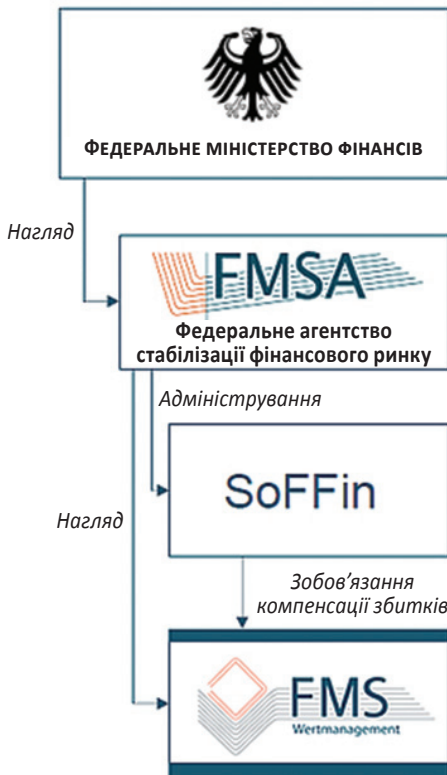 Федеральне міністерство фінансів
Нагляд
FMSA
Федеральне агентство
стабілізації фінансового ринку
Адміністрування
SoFFin
Нагляд
Зобов’язання
компенсації збитків
FMS
Wertmanagement